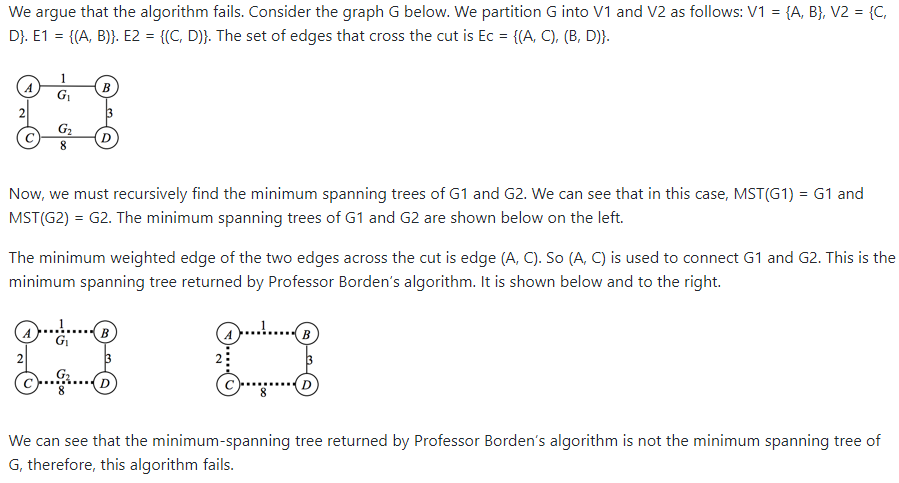 We argue that the algorithm fails. Consider the graph G below. We partition G into V1 and V2 as follows: V1 = {A, B}, V2 = {C,
D}. E1 = {(A, B)}. E2 = {(C, D)}. The set of edges that cross the cut is Ec = {(A, C), (B, D)}.
A 1 B
G₁
2 3
G₂
C 8 D
Now, we must recursively find the minimum spanning trees of G1 and G2. We can see that in this case, MST(G1) = G1 and
MST(G2) = G2. The minimum spanning trees of G1 and G2 are shown below on the left.
The minimum weighted edge of the two edges across the cut is edge (A, C). So (A, C) is used to connect G1 and G2. This is the
minimum spanning tree returned by Professor Borden's algorithm. It is shown below and to the right.
A 1 B
G₁
2 3
G₂
C 8 D
A 1 B
2 3
C 8 D
We can see that the minimum-spanning tree returned by Professor Borden's algorithm is not the minimum spanning tree of
G, therefore, this algorithm fails.